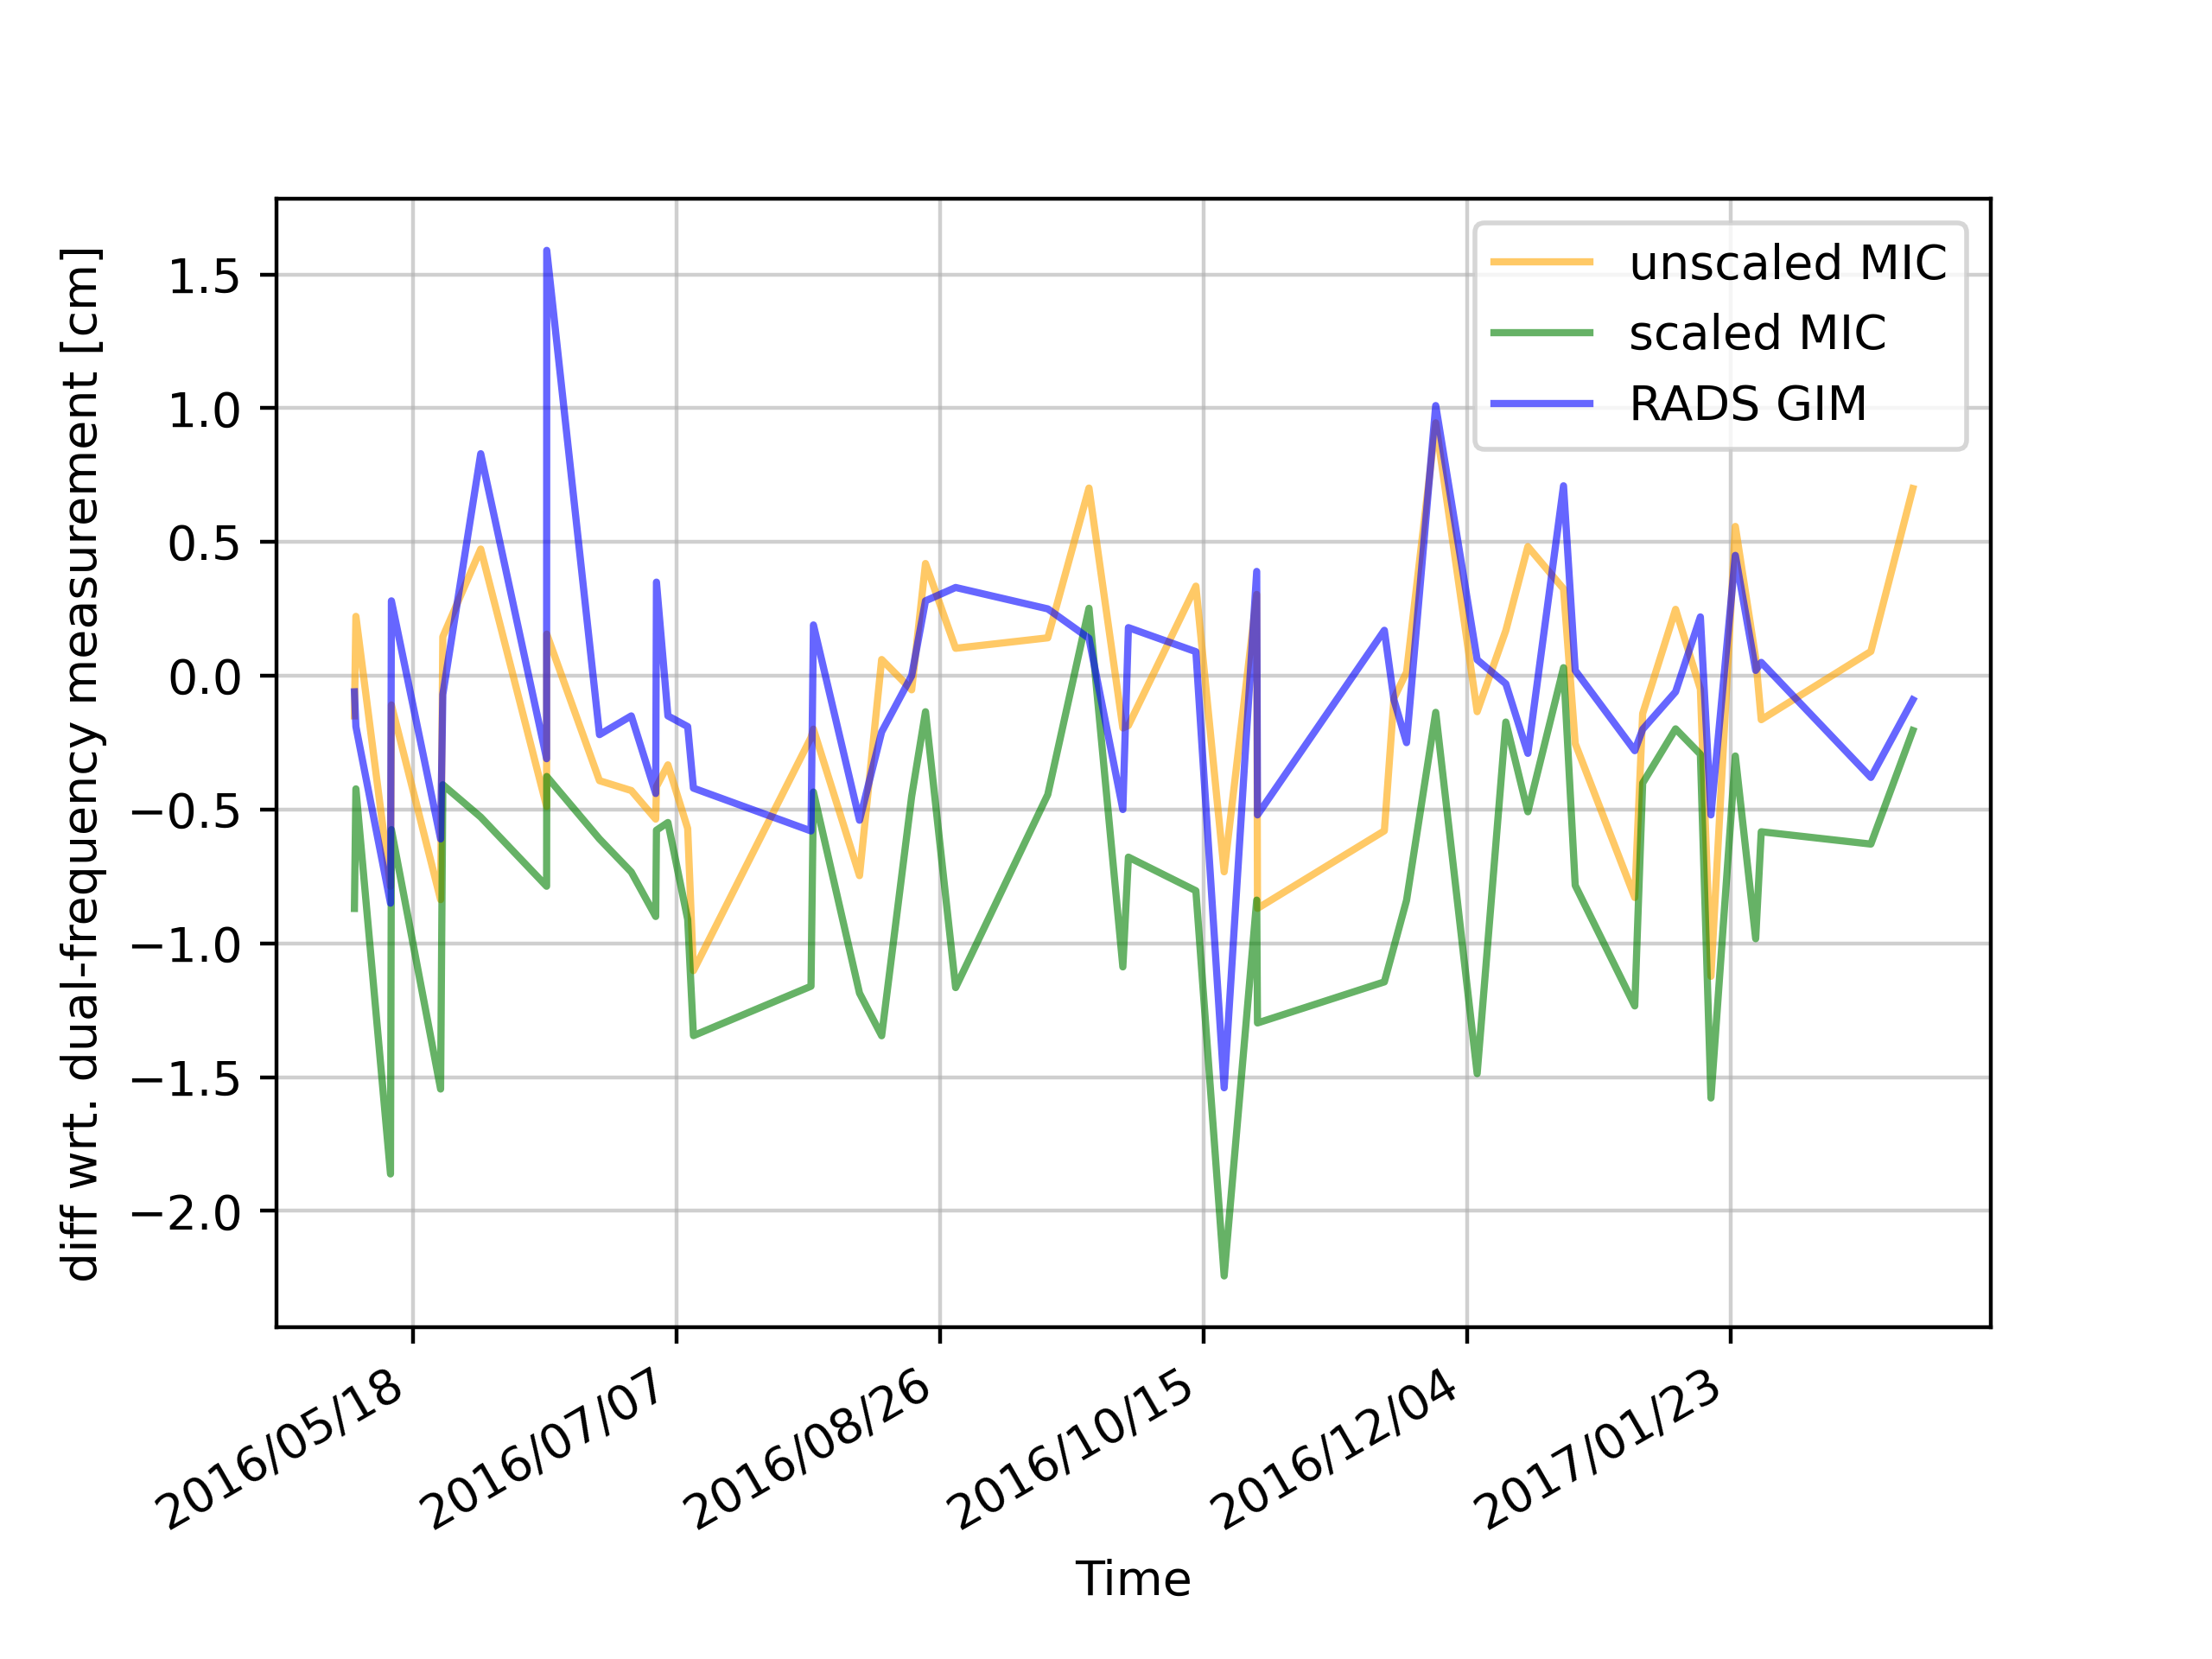 unscaled MIC
scaled MIC
RADS GIM
diff wrt. dual-frequency measurement [cm]
1.5
1.0
0.5
0.0
−0.5
−1.0
−1.5
−2.0
2016/05/18
2016/07/07
2016/08/26
2016/10/15
2016/12/04
2017/01/23
Time